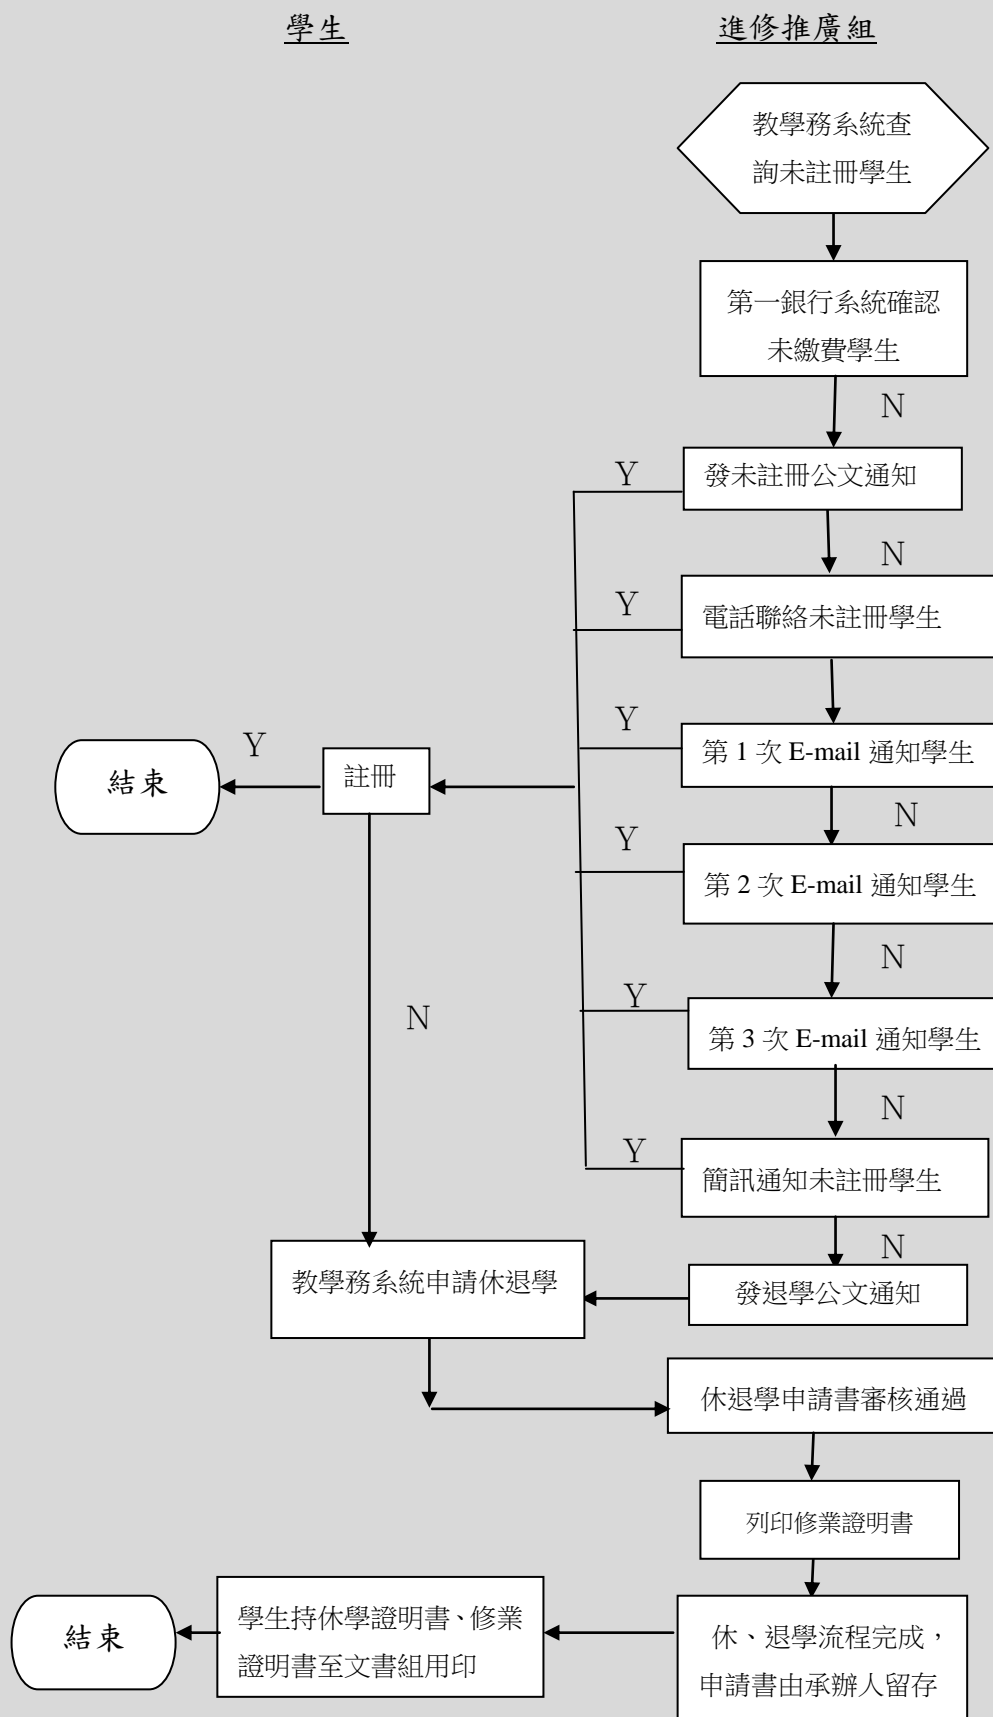 學生
進修推廣組
教學務系統查
詢未註冊學生
第一銀行系統確認
未繳費學生
N
Y
發未註冊公文通知
N
Y
電話聯絡未註冊學生
Y
第 1 次 E-mail 通知學生
Y
註冊
結束
N
Y
第 2 次 E-mail 通知學生
N
Y
第 3 次 E-mail 通知學生
N
N
Y
簡訊通知未註冊學生
N
教學務系統申請休退學
發退學公文通知
休退學申請書審核通過
列印修業證明書
學生持休學證明書、修業
證明書至文書組用印
結束
休、退學流程完成，
申請書由承辦人留存